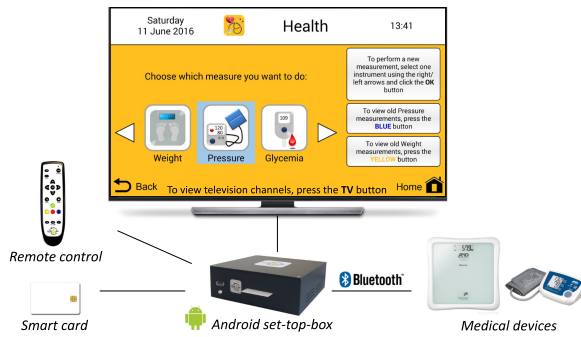 Saturday
11 June 2016
Health
13:41
Choose which measure you want to do:
Weight
120
80
Pressure
109
Glycemia
To perform a new
measurement, select one
instrument using the right/
left arrows and click the OK
button
To view old Pressure
measurements, press the
BLUE button
To view old Weight
measurements, press the
YELLOW button
Back
To view television channels, press the TV button
Home
Remote control
Smart card
Android set-top-box
Bluetooth
Medical devices